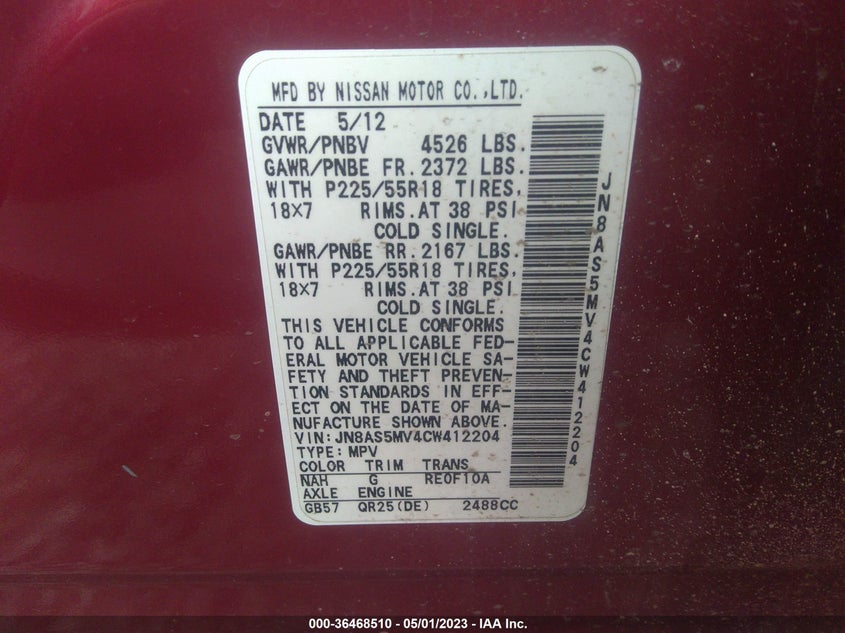 MFD BY NISSAN MOTOR CO.,LTD.
DATE 5/12
GVWR/PNBV 4526 LBS.
GAWR/PNBE FR. 2372 LBS.
WITH P225/55R18 TIRES,
18X7 RIMS. AT 38 PSI
COLD SINGLE.
GAWR/PNBE RR. 2167 LBS.
WITH P225/55R18 TIRES,
18X7 RIMS. AT 38 PSI
COLD SINGLE.
THIS VEHICLE CONFORMS
TO ALL APPLICABLE FED-
ERAL MOTOR VEHICLE SA-
FETY AND THEFT PREVEN-
TION STANDARDS IN EFF-
ECT ON THE DATE OF MA-
NUFACTURE SHOWN ABOVE.
VIN: JN8AS5MV4CW412204
TYPE: MPV
COLOR TRIM TRANS
NAH G RE0F10A
AXLE ENGINE
GB57 QR25(DE) 2488CC
JN8AS5MV4CW412204
000-36468510 - 05/01/2023 - IAA Inc.